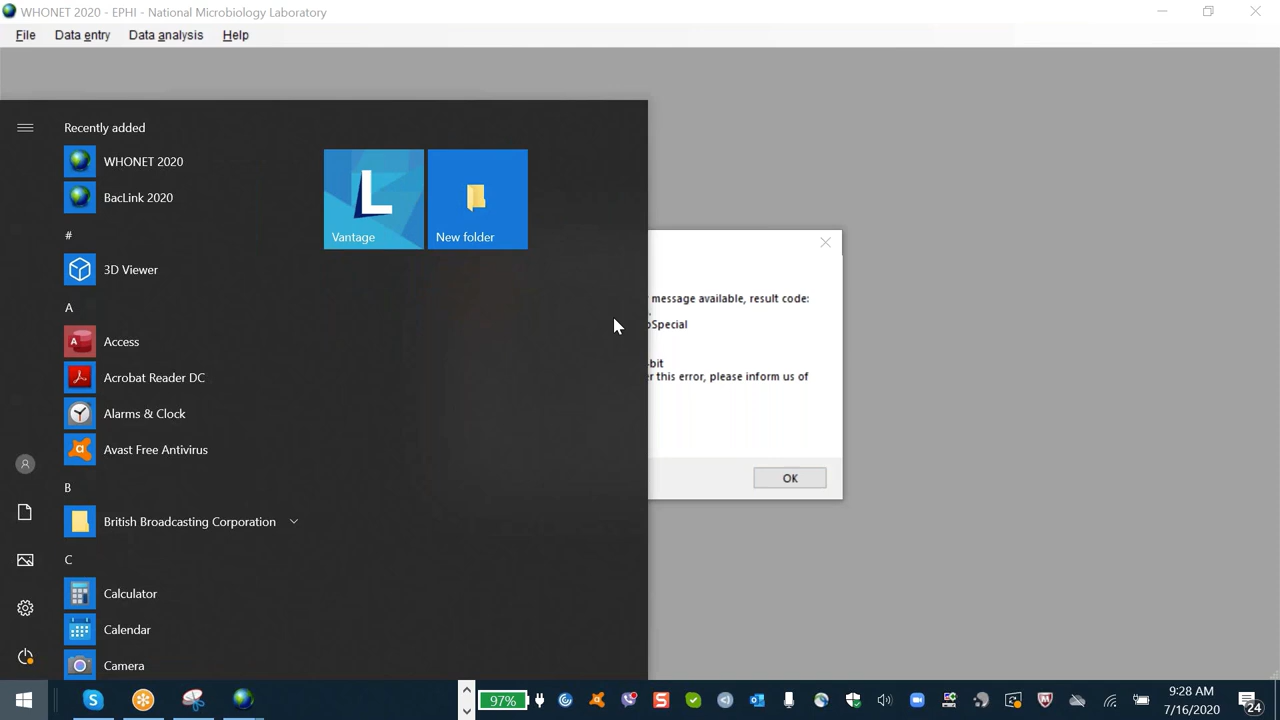 WHONET 2020 - EPHI - National Microbiology Laboratory
File Data entry Data analysis Help
Recently added
WHONET 2020
BacLink 2020
#
3D Viewer
A
Access
Acrobat Reader DC
Alarms & Clock
Avast Free Antivirus
B
British Broadcasting Corporation
C
Calculator
Calendar
Camera
Vantage
New folder
message available, result code:
Special
bit
this error, please inform us of
OK
97%
9:28 AM
7/16/2020
24